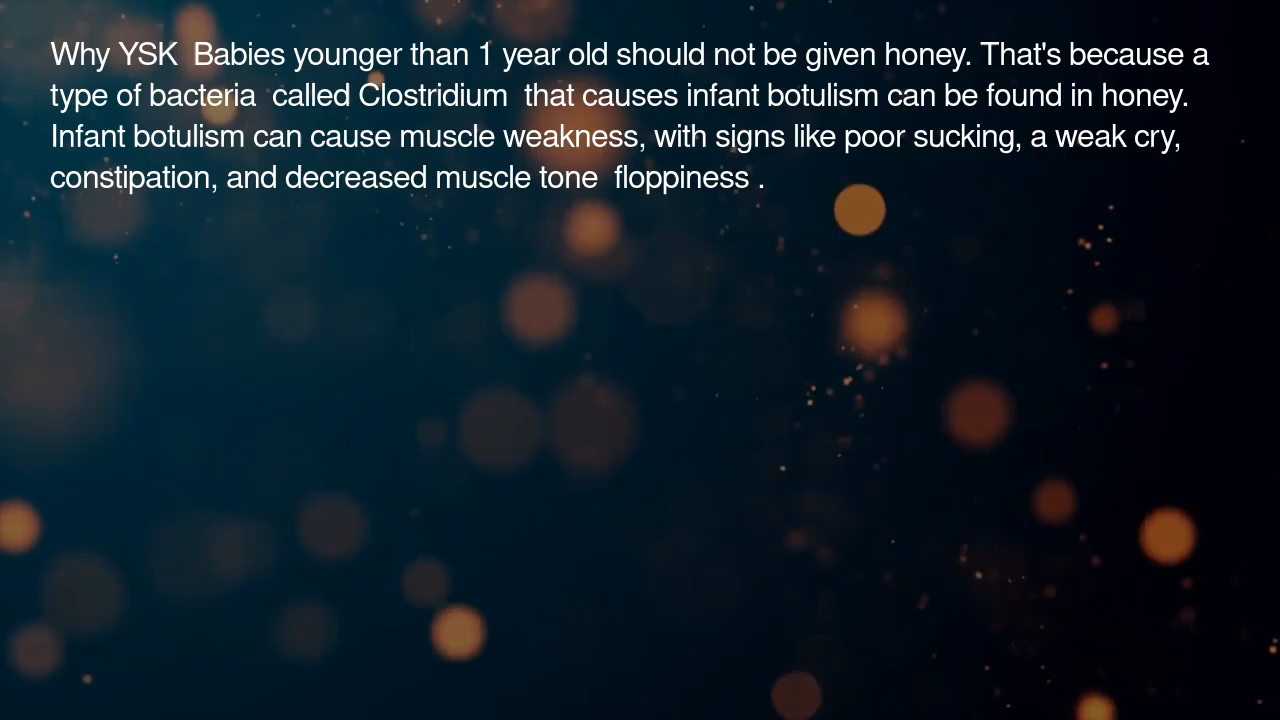 Why YSK  Babies younger than 1 year old should not be given honey. That's because a
type of bacteria  called Clostridium  that causes infant botulism can be found in honey.
Infant botulism can cause muscle weakness, with signs like poor sucking, a weak cry,
constipation, and decreased muscle tone  floppiness .